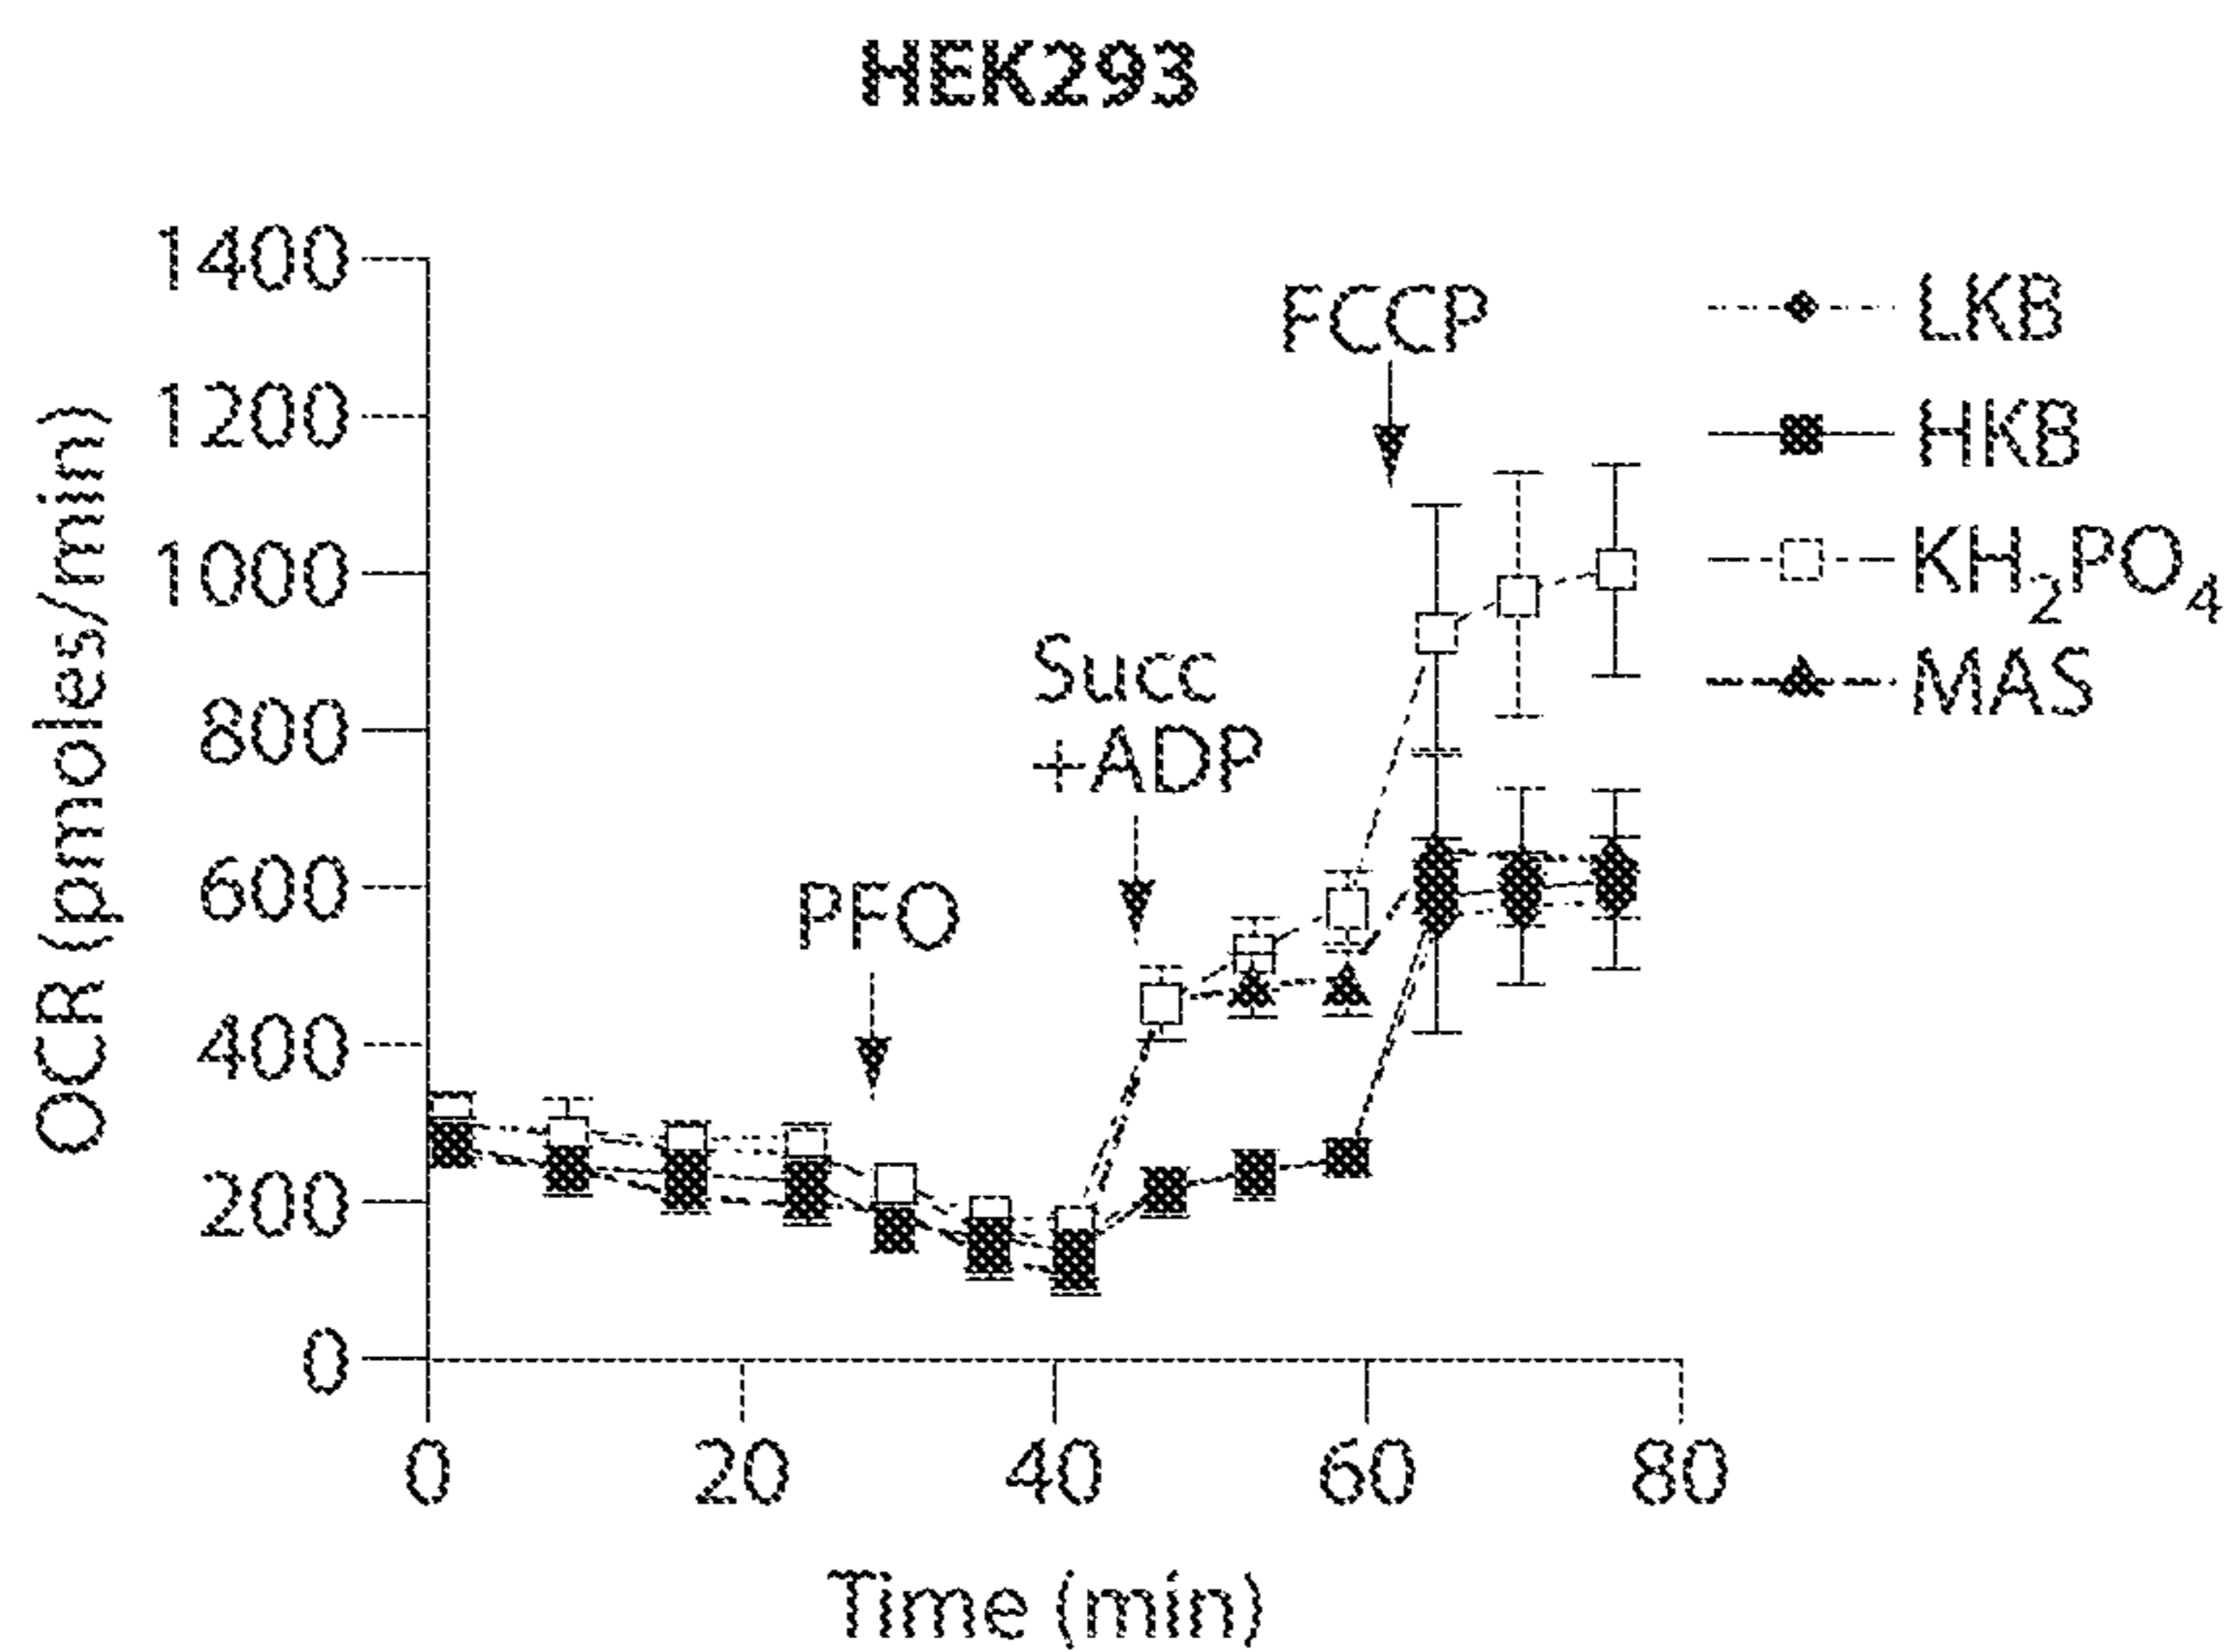 HEK293
OCR (pmoles/min)
1400
1200
1000
800
600
400
200
0
PFO
Succ
+ADP
FCCP
LKB
HKB
KH₂PO₄
MAS
0 20 40 60 80
Time (min)